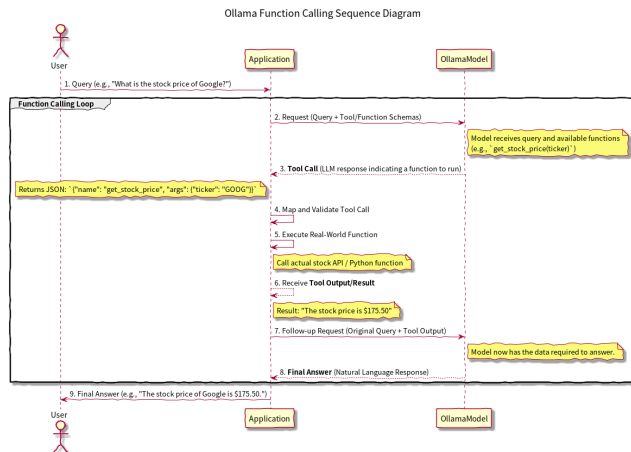 Ollama Function Calling Sequence Diagram
User
Application
OllamaModel
1. Query (e.g., "What is the stock price of Google?")
Function Calling Loop
2. Request (Query + Tool/Function Schemas)
Model receives query and available functions
(e.g., `get_stock_price(ticker)`)
3. Tool Call (LLM response indicating a function to run)
Returns JSON: `{"name": "get_stock_price", "args": {"ticker": "GOOG"}}`
4. Map and Validate Tool Call
5. Execute Real-World Function
Call actual stock API / Python function
6. Receive Tool Output/Result
Result: "The stock price is $175.50"
7. Follow-up Request (Original Query + Tool Output)
Model now has the data required to answer.
8. Final Answer (Natural Language Response)
9. Final Answer (e.g., "The stock price of Google is $175.50.")
User
Application
OllamaModel